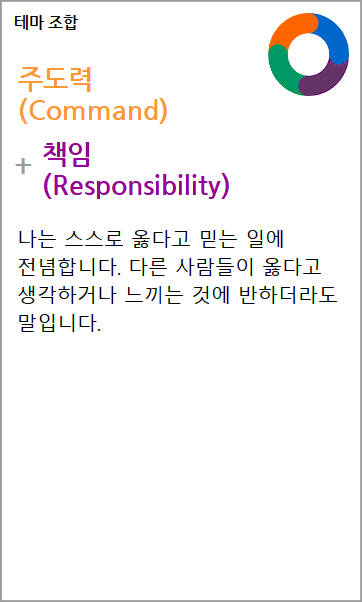 테마 조합
주도력
(Command)
+ 책임
(Responsibility)
나는 스스로 옳다고 믿는 일에
전념합니다. 다른 사람들이 옳다고
생각하거나 느끼는 것에 반하더라도
말입니다.